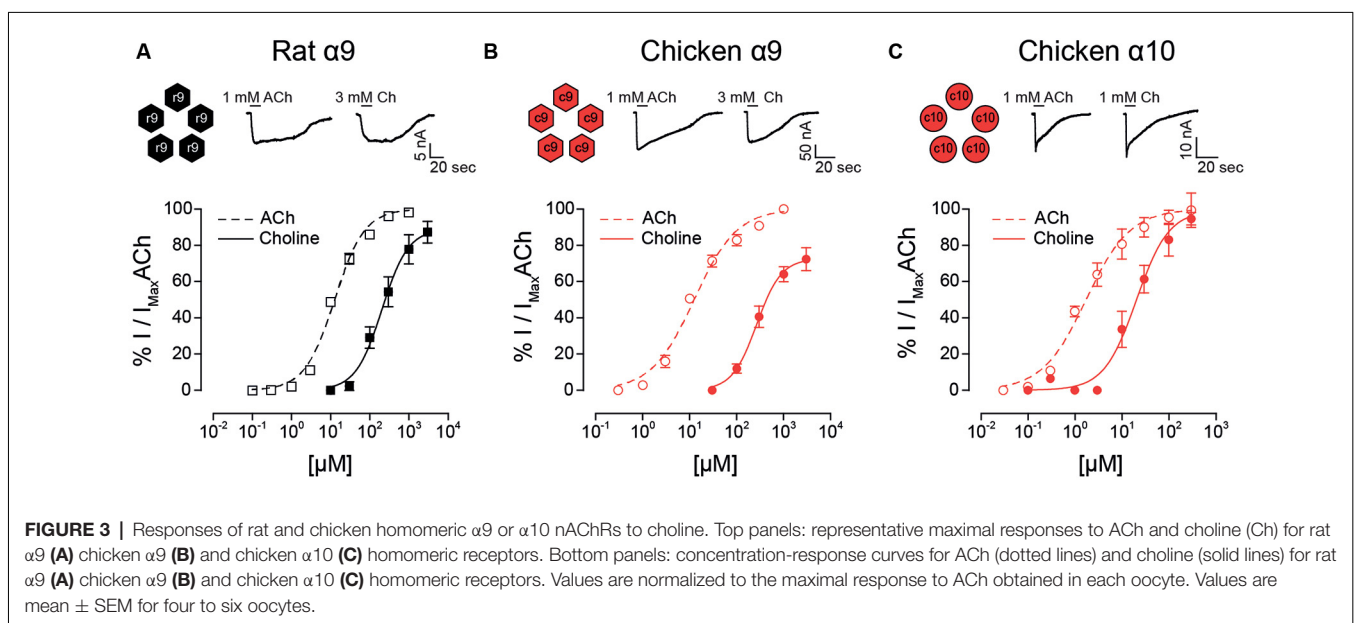 A Rat α9 B Chicken α9 C Chicken α10
1 mM ACh 3 mM Ch 1 mM ACh 3 mM Ch 1 mM ACh 1 mM Ch
r9 c9 c10
r9 r9 c9 c9 c10 c10
r9 r9 c9 c9 c10 c10
5 nA 50 nA 10 nA
20 sec 20 sec 20 sec
% I / I_Max ACh
100
80
60
40
20
0
ACh
Choline
10⁻² 10⁻¹ 10⁰ 10¹ 10² 10³ 10⁴
[µM]
% I / I_Max ACh
100
80
60
40
20
0
ACh
Choline
10⁻¹ 10⁰ 10¹ 10² 10³ 10⁴
[µM]
% I / I_Max ACh
100
80
60
40
20
0
ACh
Choline
10⁻² 10⁻¹ 10⁰ 10¹ 10² 10³
[µM]
FIGURE 3 | Responses of rat and chicken homomeric α9 or α10 nAChRs to choline. Top panels: representative maximal responses to ACh and choline (Ch) for rat
α9 (A) chicken α9 (B) and chicken α10 (C) homomeric receptors. Bottom panels: concentration-response curves for ACh (dotted lines) and choline (solid lines) for rat
α9 (A) chicken α9 (B) and chicken α10 (C) homomeric receptors. Values are normalized to the maximal response to ACh obtained in each oocyte. Values are
mean ± SEM for four to six oocytes.